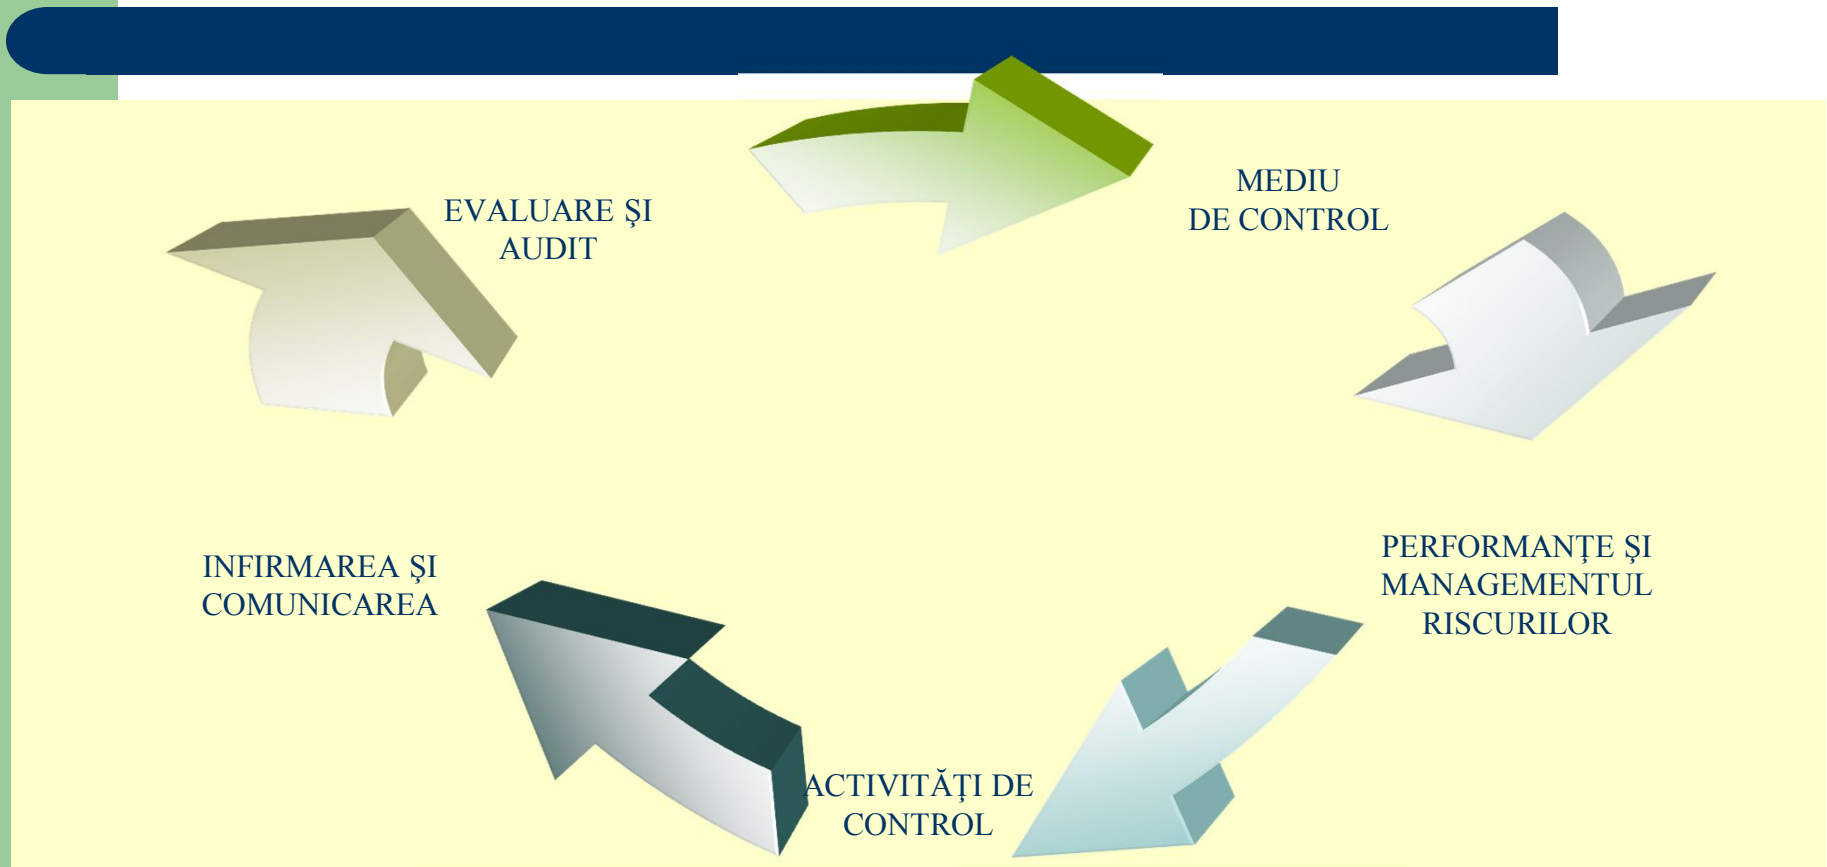 EVALUARE ŞI
AUDIT
MEDIU
DE CONTROL
PERFORMANŢE ŞI
MANAGEMENTUL
RISCURILOR
ACTIVITĂŢI DE
CONTROL
INFIRMAREA ŞI
COMUNICAREA